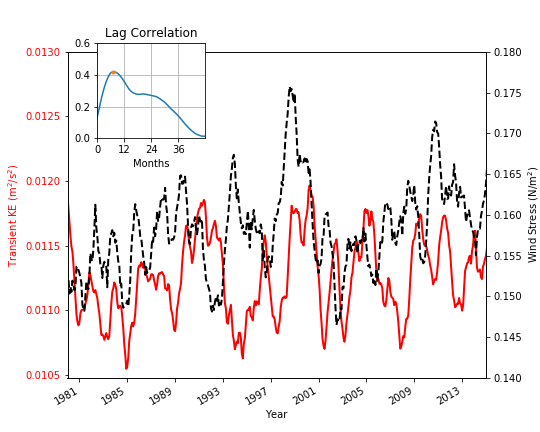 Lag Correlation
0.6
0.4
0.2
0.0
0 12 24 36
Months
0.0130
0.0125
0.0120
0.0115
0.0110
0.0105
Transient KE (m²/s²)
0.180
0.175
0.170
0.165
0.160
0.155
0.150
0.145
0.140
Wind Stress (N/m²)
1981 1985 1989 1993 1997 2001 2005 2009 2013
Year